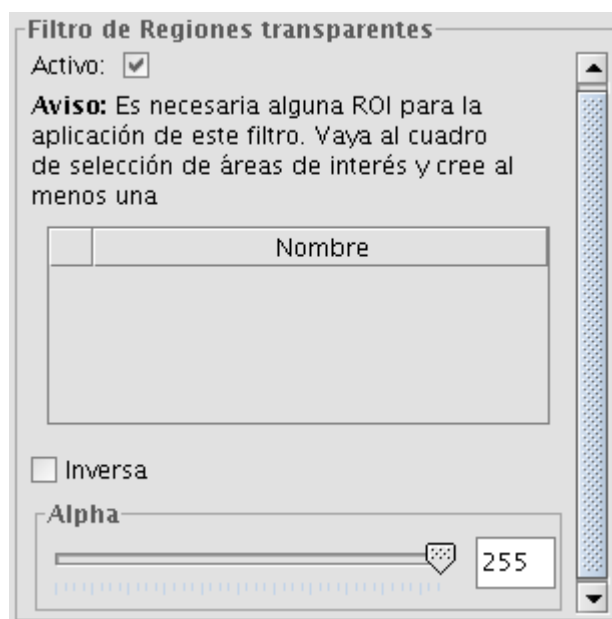 Filtro de Regiones transparentes
Activo:
Aviso: Es necesaria alguna ROI para la
aplicación de este filtro. Vaya al cuadro
de selección de áreas de interés y cree al
menos una
Nombre
Inversa
Alpha
255